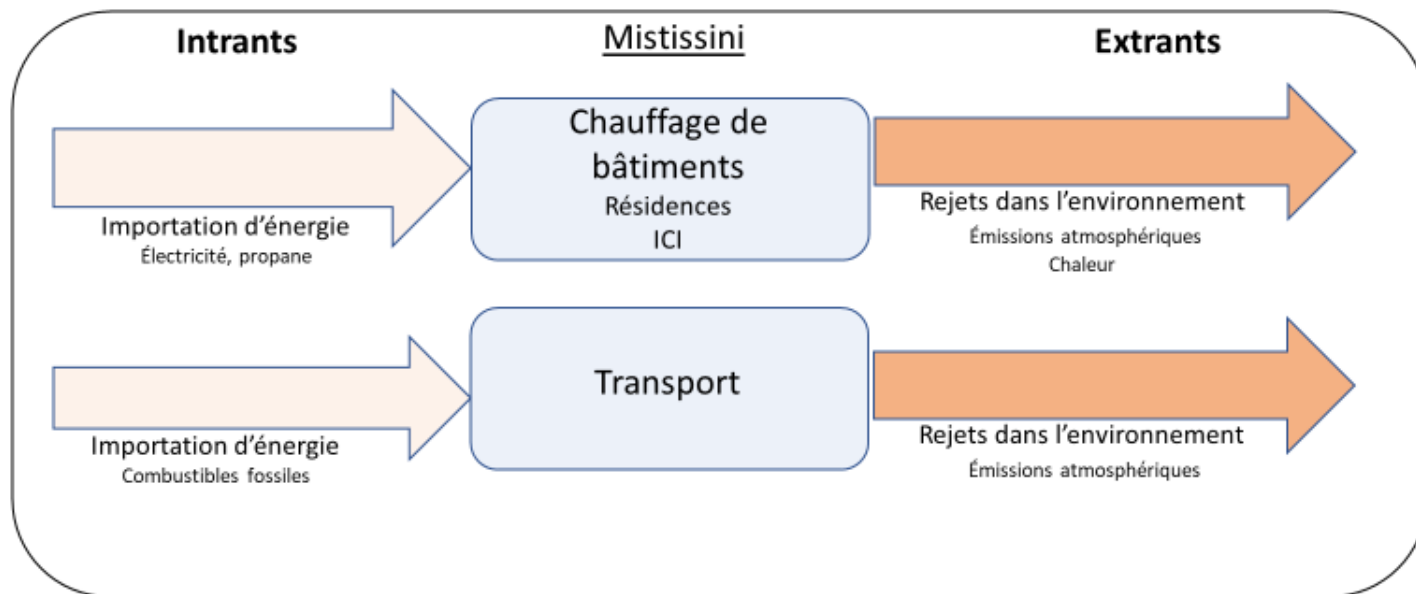 Intrants
Mistissini
Extrants
Chauffage de
bâtiments
Résidences
ICI
Importation d'énergie
Électricité, propane
Rejets dans l'environnement
Émissions atmosphériques
Chaleur
Transport
Importation d'énergie
Combustibles fossiles
Rejets dans l'environnement
Émissions atmosphériques